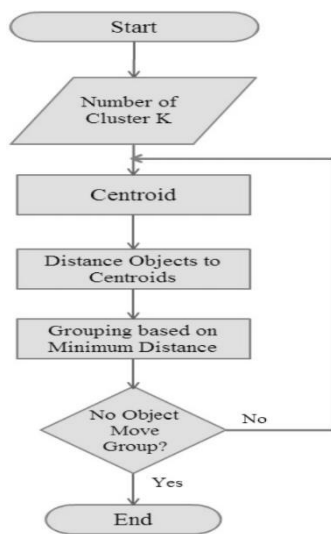 Start
Number of
Cluster K
Centroid
Distance Objects to
Centroids
Grouping based on
Minimum Distance
No Object
Move
Group?
No
Yes
End